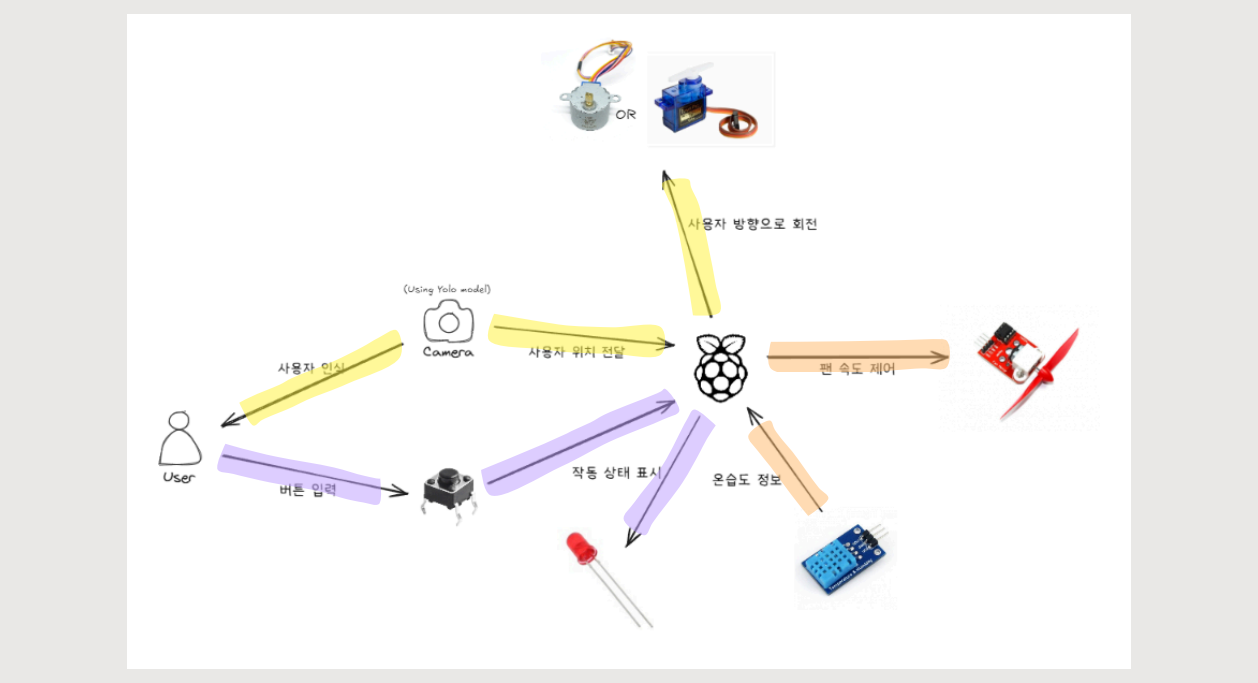 OR
사용자 방향으로 회전
(Using Yolo model)
Camera
사용자 인식
사용자 위치 전달
팬 속도 제어
User
버튼 입력
작동 상태 표시
온습도 정보